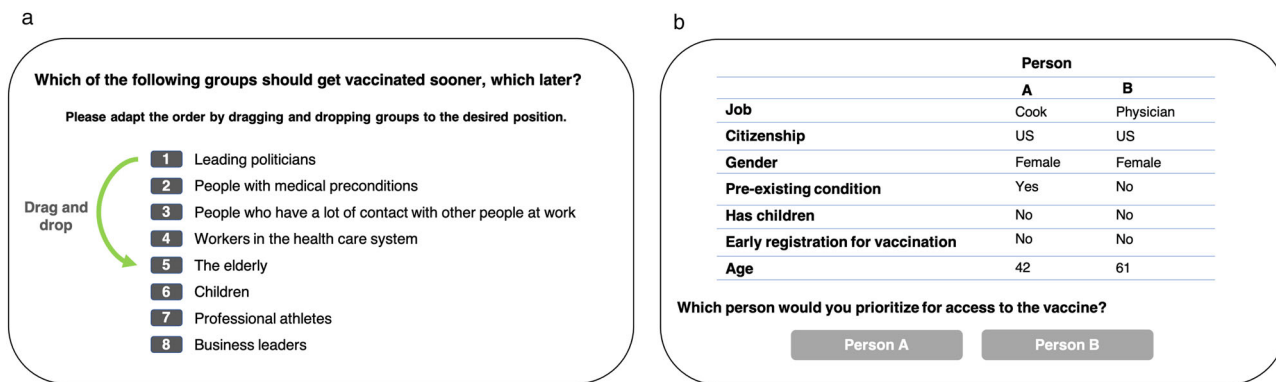 a
Which of the following groups should get vaccinated sooner, which later?
Please adapt the order by dragging and dropping groups to the desired position.
Drag and
drop
1 Leading politicians
2 People with medical preconditions
3 People who have a lot of contact with other people at work
4 Workers in the health care system
5 The elderly
6 Children
7 Professional athletes
8 Business leaders
b
Person
A B
Job Cook Physician
Citizenship US US
Gender Female Female
Pre-existing condition Yes No
Has children No No
Early registration for vaccination No No
Age 42 61
Which person would you prioritize for access to the vaccine?
Person A Person B